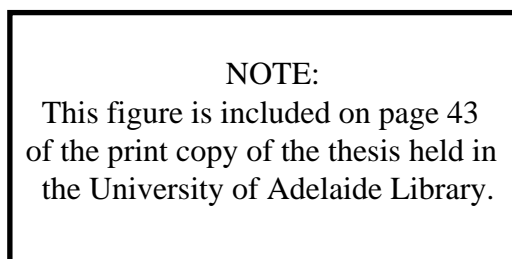 NOTE:
This figure is included on page 43
of the print copy of the thesis held in
the University of Adelaide Library.